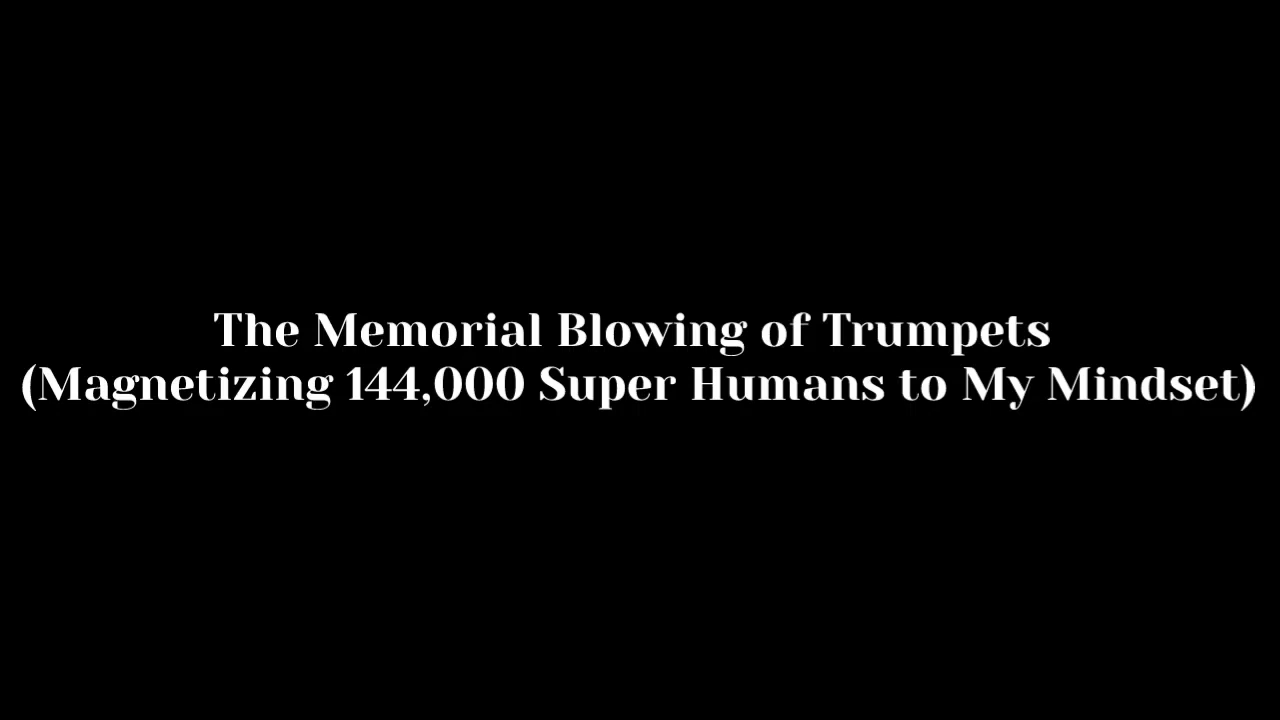 The Memorial Blowing of Trumpets
(Magnetizing 144,000 Super Humans to My Mindset)